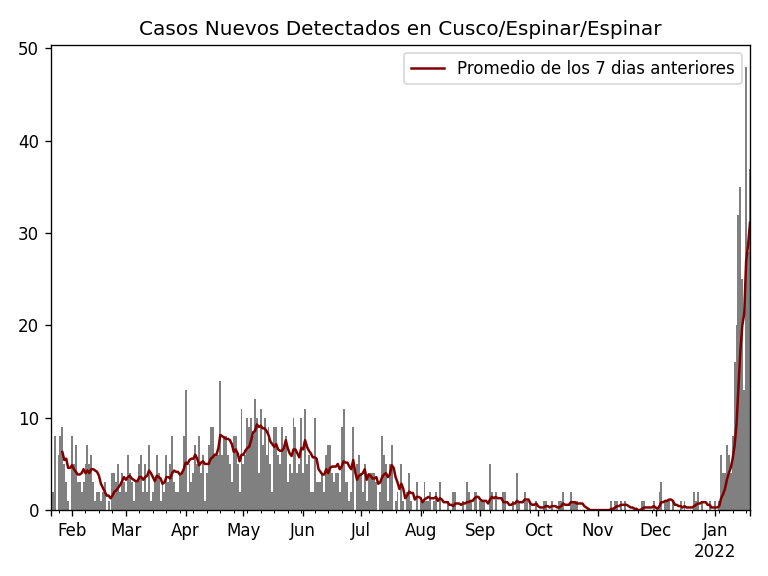 Casos Nuevos Detectados en Cusco/Espinar/Espinar
Promedio de los 7 dias anteriores
50
40
30
20
10
0
Feb Mar Apr May Jun Jul Aug Sep Oct Nov Dec Jan
2022